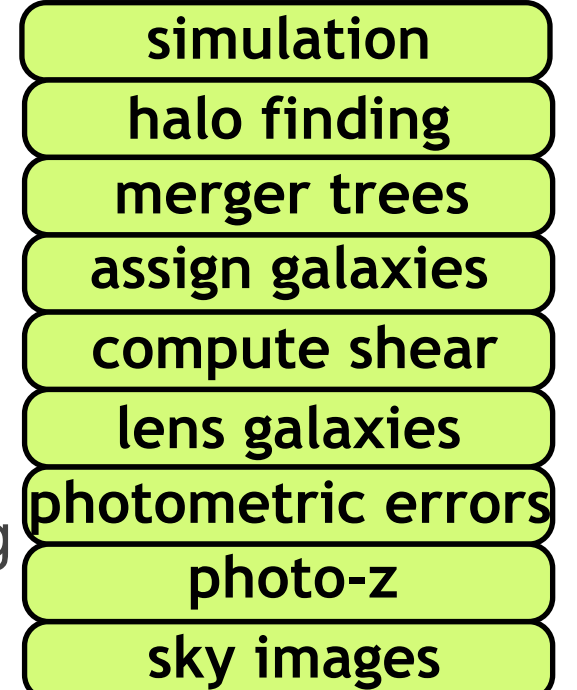 simulation
halo finding
merger trees
assign galaxies
compute shear
lens galaxies
photometric errors
g
photo-z
sky images